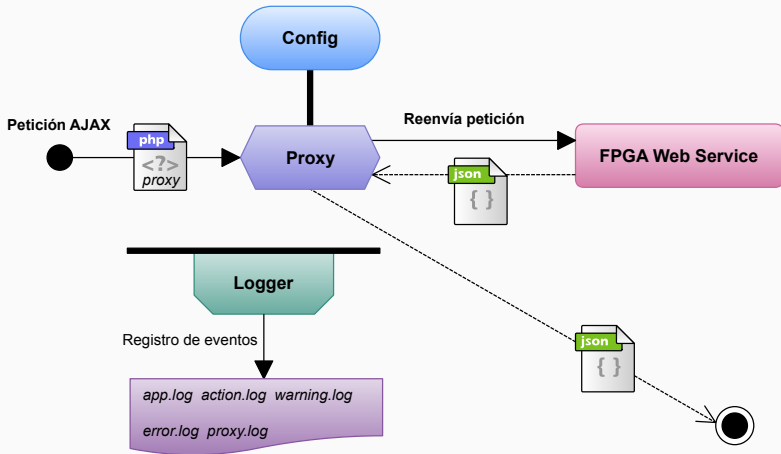 Config
Petición AJAX
php
<?>
proxy
Proxy
Reenvía petición
FPGA Web Service
json
{ }
Logger
Registro de eventos
json
{ }
app.log action.log warning.log
error.log proxy.log